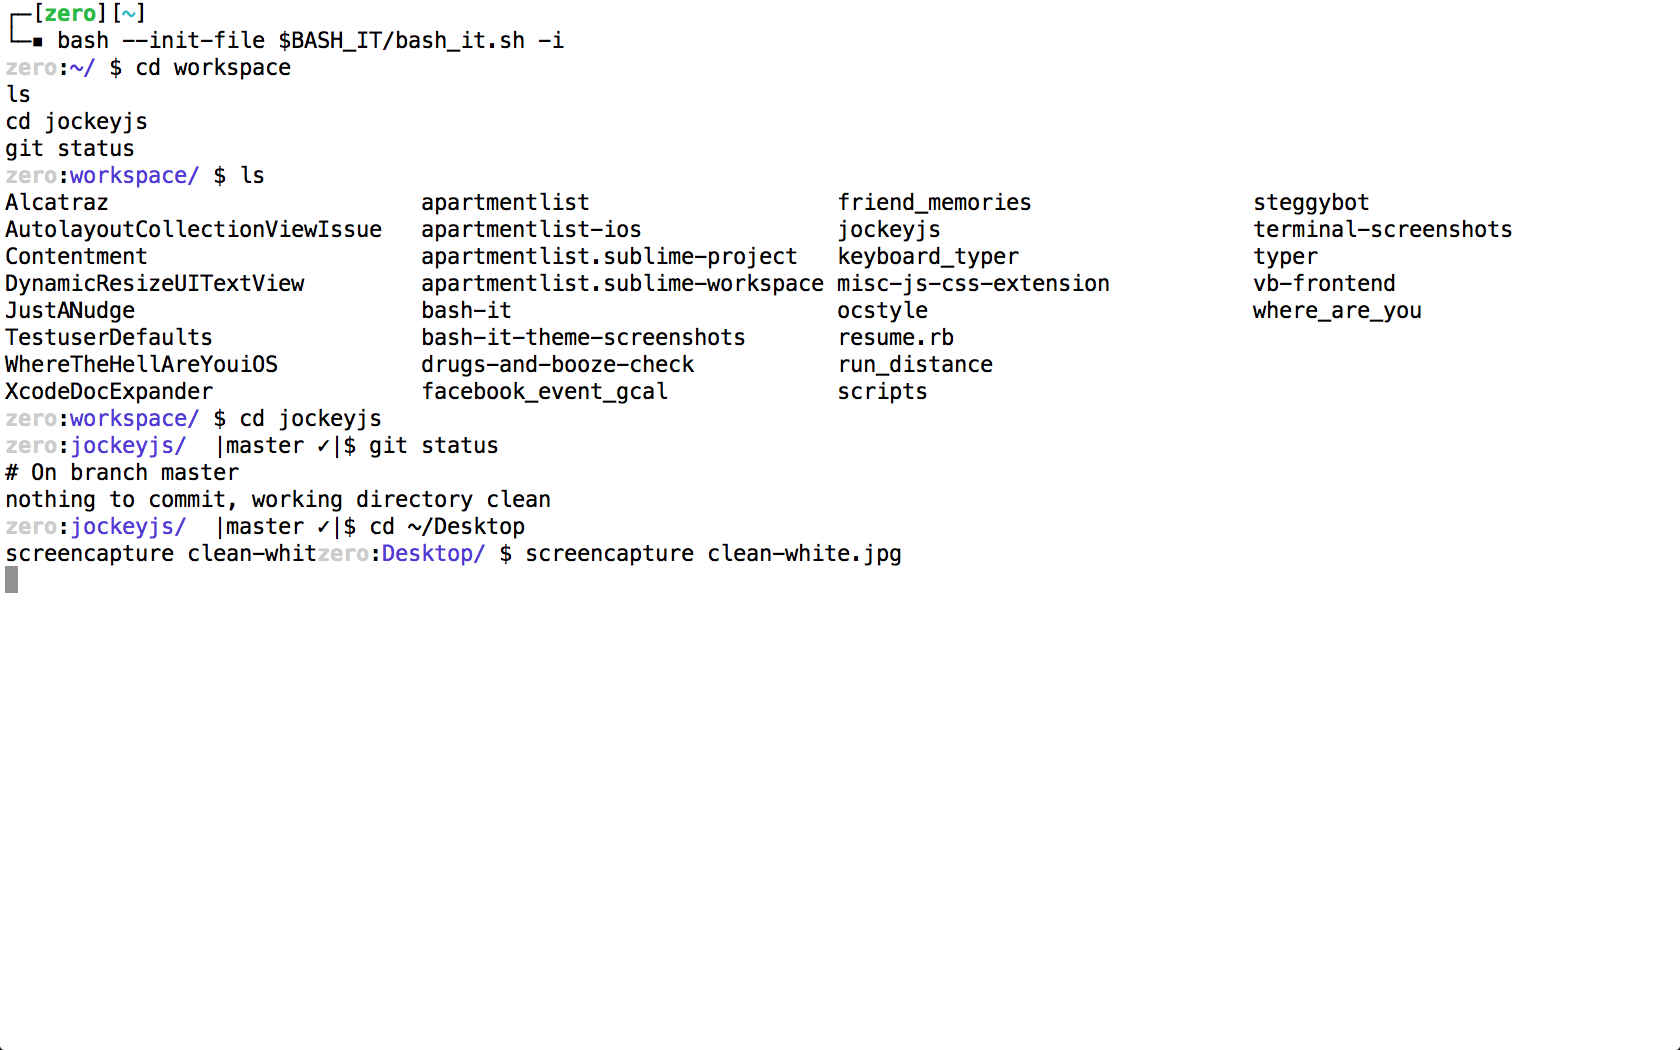 ┌─[zero][~]
└─▪ bash --init-file $BASH_IT/bash_it.sh -i
zero:~/ $ cd workspace
ls
cd jockeyjs
git status
zero:workspace/ $ ls
Alcatraz                        apartmentlist                   friend_memories                 steggybot
AutolayoutCollectionViewIssue   apartmentlist-ios               jockeyjs                        terminal-screenshots
Contentment                     apartmentlist.sublime-project   keyboard_typer                  typer
DynamicResizeUITextView         apartmentlist.sublime-workspace misc-js-css-extension           vb-frontend
JustANudge                      bash-it                         ocstyle                         where_are_you
TestuserDefaults                bash-it-theme-screenshots       resume.rb
WhereTheHellAreYouiOS           drugs-and-booze-check           run_distance
XcodeDocExpander                facebook_event_gcal             scripts
zero:workspace/ $ cd jockeyjs
zero:jockeyjs/  |master ✓|$ git status
# On branch master
nothing to commit, working directory clean
zero:jockeyjs/  |master ✓|$ cd ~/Desktop
screencapture clean-whitzero:Desktop/ $ screencapture clean-white.jpg